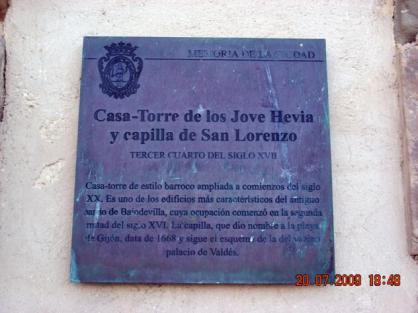 MEMORIA DE LA CIUDAD
Casa-Torre de los Jove Hevia
y capilla de San Lorenzo
TERCER CUARTO DEL SIGLO XVII
Casa-torre de estilo barroco ampliada a comienzos del siglo
XX. Es uno de los edificios más característicos del antiguo
barrio de Baodevilla, cuya ocupación comenzó en la segunda
mitad del siglo XVI. La capilla, que dio nombre a la playa
de Gijón, data de 1668 y sigue el esquema de la del vecino
palacio de Valdés.
20.07.2009 18:48